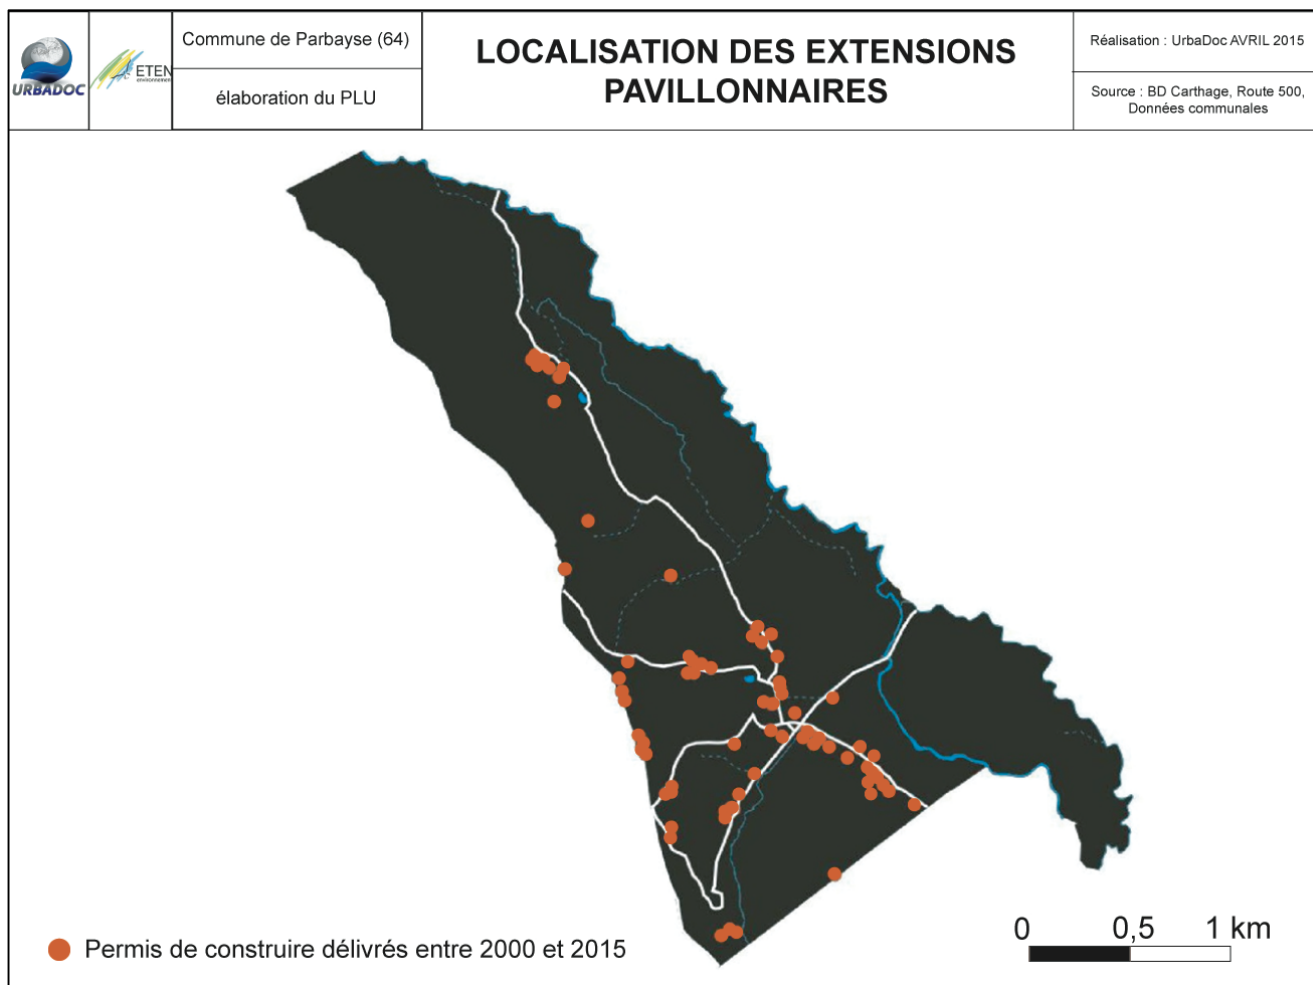 URBADOC
ETEN
environnement
Commune de Parbayse (64)
élaboration du PLU
LOCALISATION DES EXTENSIONS
PAVILLONNAIRES
Réalisation : UrbaDoc AVRIL 2015
Source : BD Carthage, Route 500,
Données communales
Permis de construire délivrés entre 2000 et 2015
0 0,5 1 km